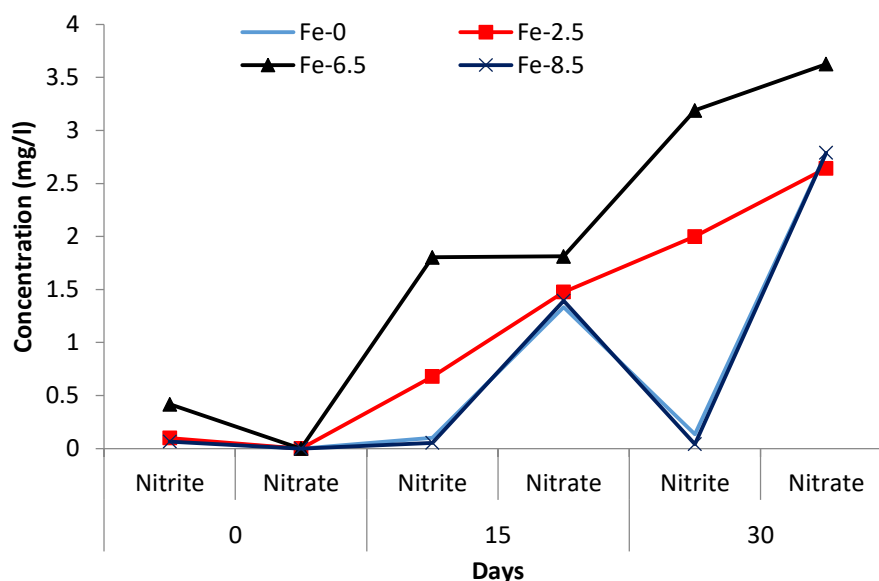 Fe-0 Fe-2.5
Fe-6.5 Fe-8.5
4
3.5
3
2.5
2
1.5
1
0.5
0
Concentration (mg/l)
Nitrite Nitrate Nitrite Nitrate Nitrite Nitrate
0 15 30
Days